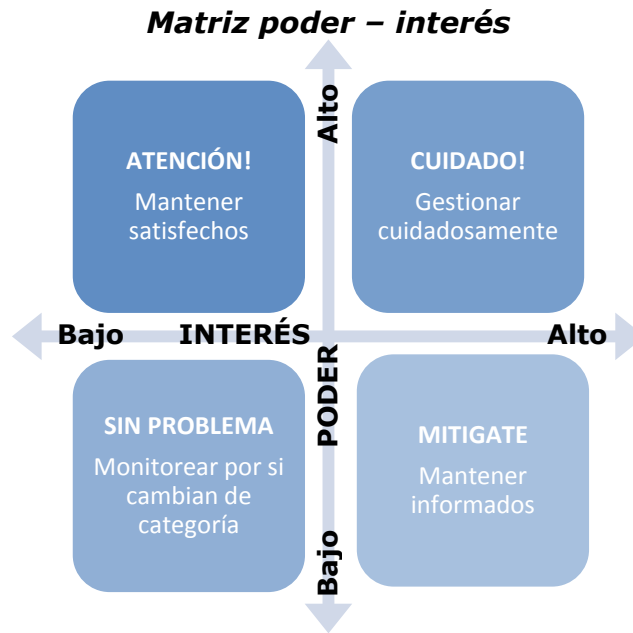 Matriz poder – interés
Alto
ATENCIÓN!
Mantener
satisfechos
CUIDADO!
Gestionar
cuidadosamente
Bajo
INTERÉS
Alto
PODER
SIN PROBLEMA
Monitorear por si
cambian de
categoría
MITIGATE
Mantener
informados
Bajo